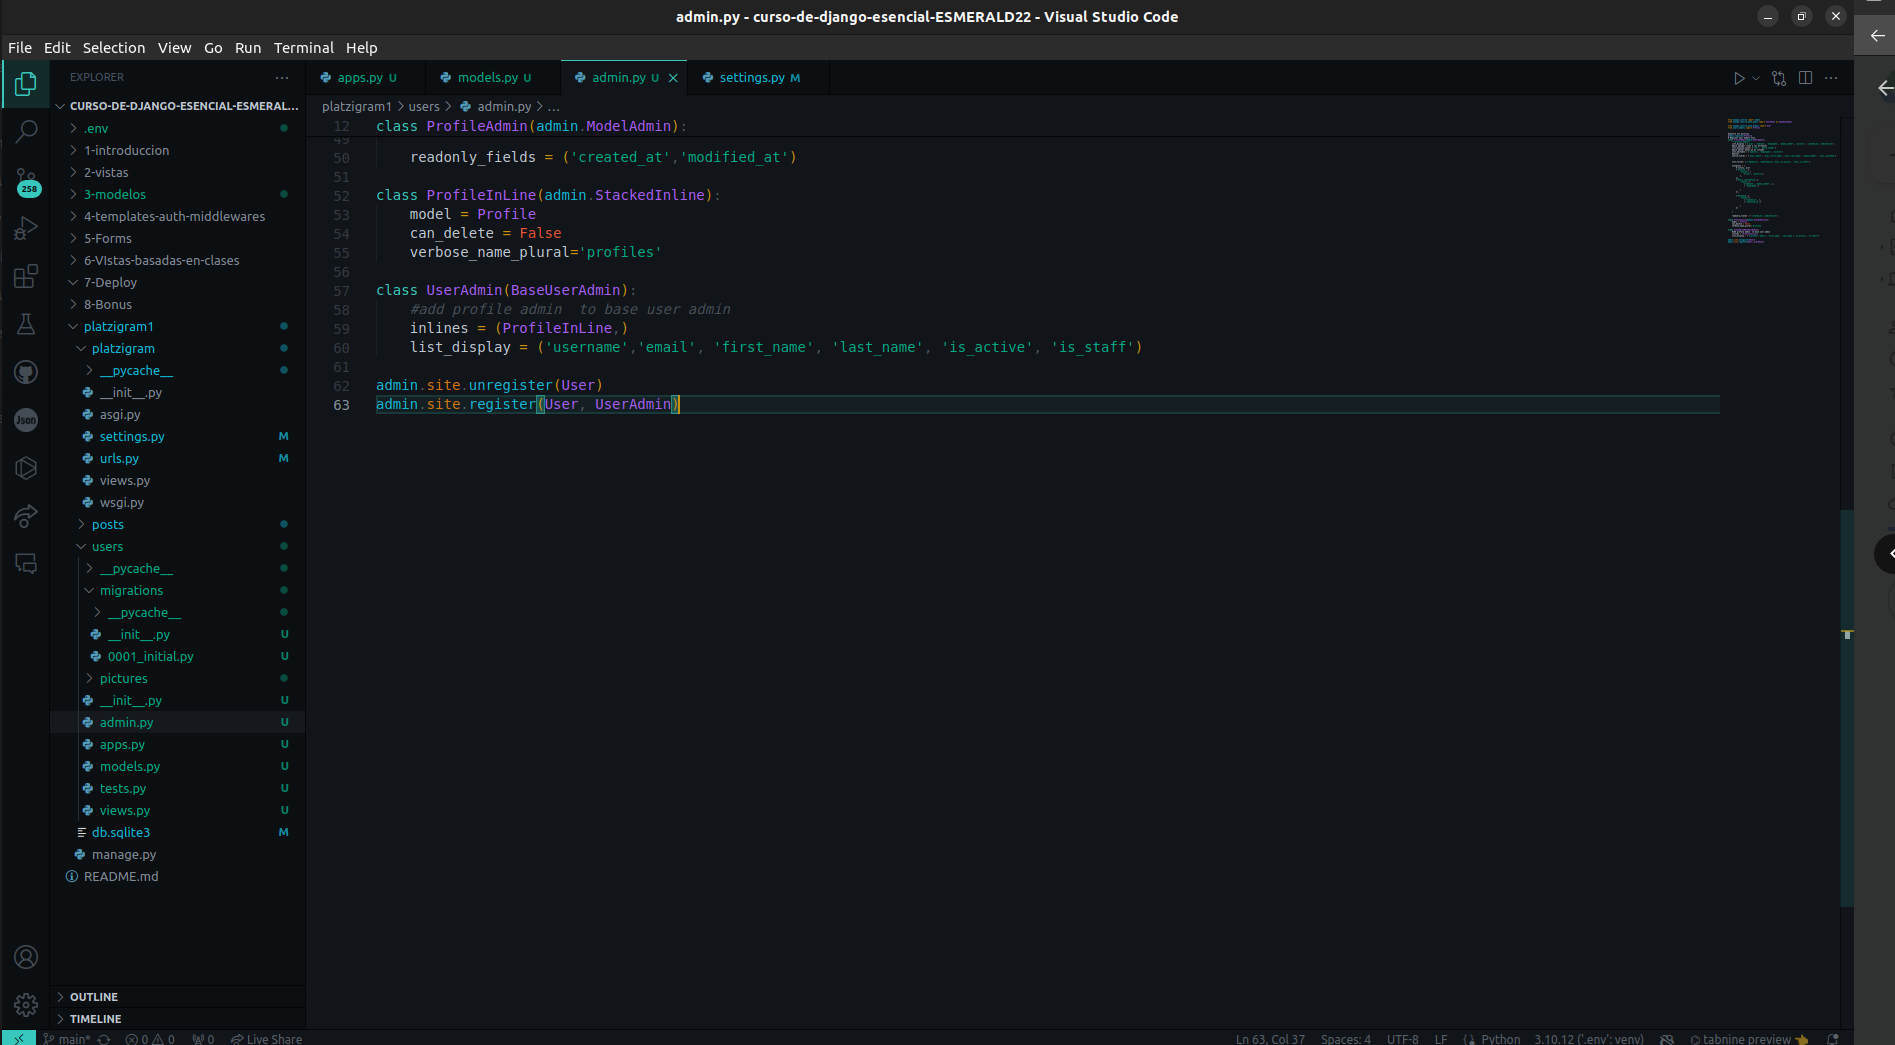 admin.py - curso-de-django-esencial-ESMERALD22 - Visual Studio Code
File Edit Selection View Go Run Terminal Help
EXPLORER
CURSO-DE-DJANGO-ESENCIAL-ESMERAL...
.env
1-introduccion
2-vistas
3-modelos
4-templates-auth-middlewares
5-Forms
6-VIstas-basadas-en-clases
7-Deploy
8-Bonus
platzigram1
platzigram
__pycache__
__init__.py
asgi.py
settings.py M
urls.py M
views.py
wsgi.py
posts
users
__pycache__
migrations
__pycache__
__init__.py U
0001_initial.py U
pictures
__init__.py U
admin.py U
apps.py U
models.py U
tests.py U
views.py U
db.sqlite3 M
manage.py
README.md
OUTLINE
TIMELINE
258
Json
apps.py U models.py U admin.py U settings.py M
platzigram1 > users > admin.py > ...
12 class ProfileAdmin(admin.ModelAdmin):
49
50 readonly_fields = ('created_at','modified_at')
51
52 class ProfileInLine(admin.StackedInline):
53 model = Profile
54 can_delete = False
55 verbose_name_plural='profiles'
56
57 class UserAdmin(BaseUserAdmin):
58 #add profile admin  to base user admin
59 inlines = (ProfileInLine,)
60 list_display = ('username','email', 'first_name', 'last_name', 'is_active', 'is_staff')
61
62 admin.site.unregister(User)
63 admin.site.register(User, UserAdmin)
main* 0 0 0 Live Share Ln 63, Col 37 Spaces: 4 UTF-8 LF Python 3.10.12 ('.env': venv) tabnine preview